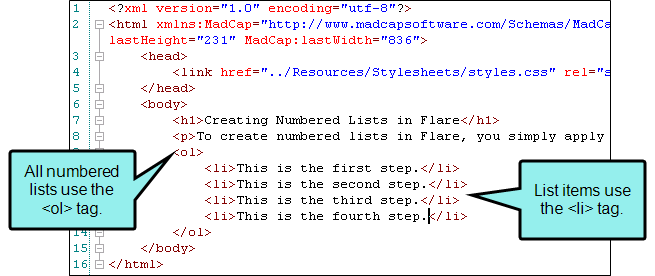 1 <?xml version="1.0" encoding="utf-8"?>
2 <html xmlns:MadCap="http://www.madcapsoftware.com/Schemas/MadCa
lastHeight="231" MadCap:lastWidth="836">
3 <head>
4 <link href="../Resources/Stylesheets/styles.css" rel="s
5 </head>
6 <body>
7 <h1>Creating Numbered Lists in Flare</h1>
8 <p>To create numbered lists in Flare, you simply apply
<ol>
<li>This is the first step.</li>
<li>This is the second step.</li>
<li>This is the third step.</li>
<li>This is the fourth step.</li>
14 </ol>
15 </body>
16 </html>
All numbered
lists use the
<ol> tag.
List items use
the <li> tag.